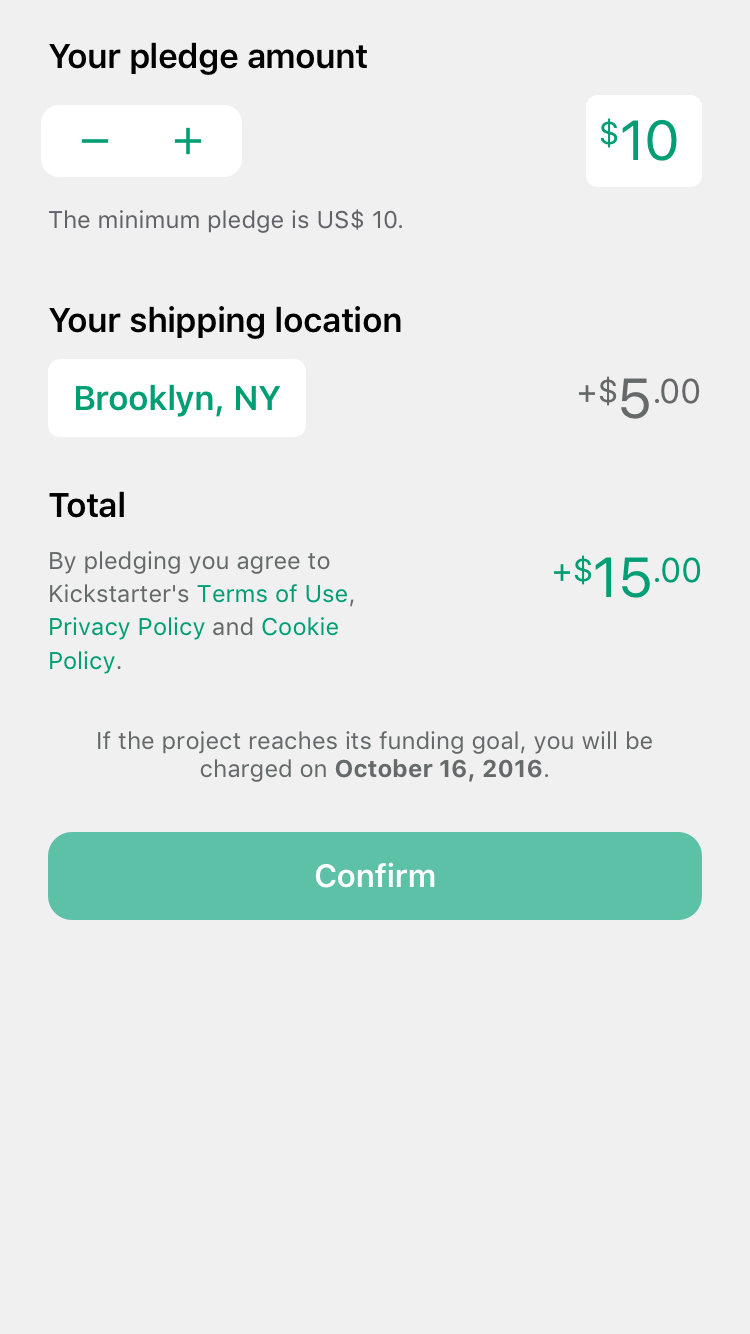 Your pledge amount
− +
$10
The minimum pledge is US$ 10.
Your shipping location
Brooklyn, NY
+$5.00
Total
By pledging you agree to
Kickstarter's Terms of Use,
Privacy Policy and Cookie
Policy.
+$15.00
If the project reaches its funding goal, you will be
charged on October 16, 2016.
Confirm